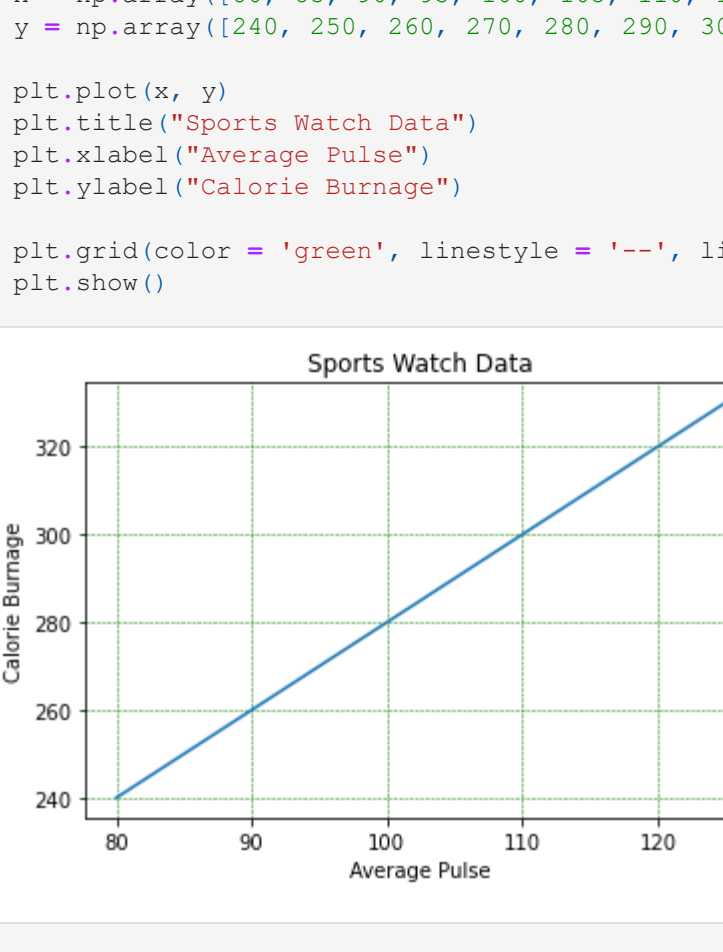 y = np.array([240, 250, 260, 270, 280, 290,
plt.plot(x, y)
plt.title("Sports Watch Data")
plt.xlabel("Average Pulse")
plt.ylabel("Calorie Burnage")
plt.grid(color = 'green', linestyle = '--',
plt.show()
Sports Watch Data
320
300
280
260
240
Calorie Burnage
80 90 100 110 120
Average Pulse